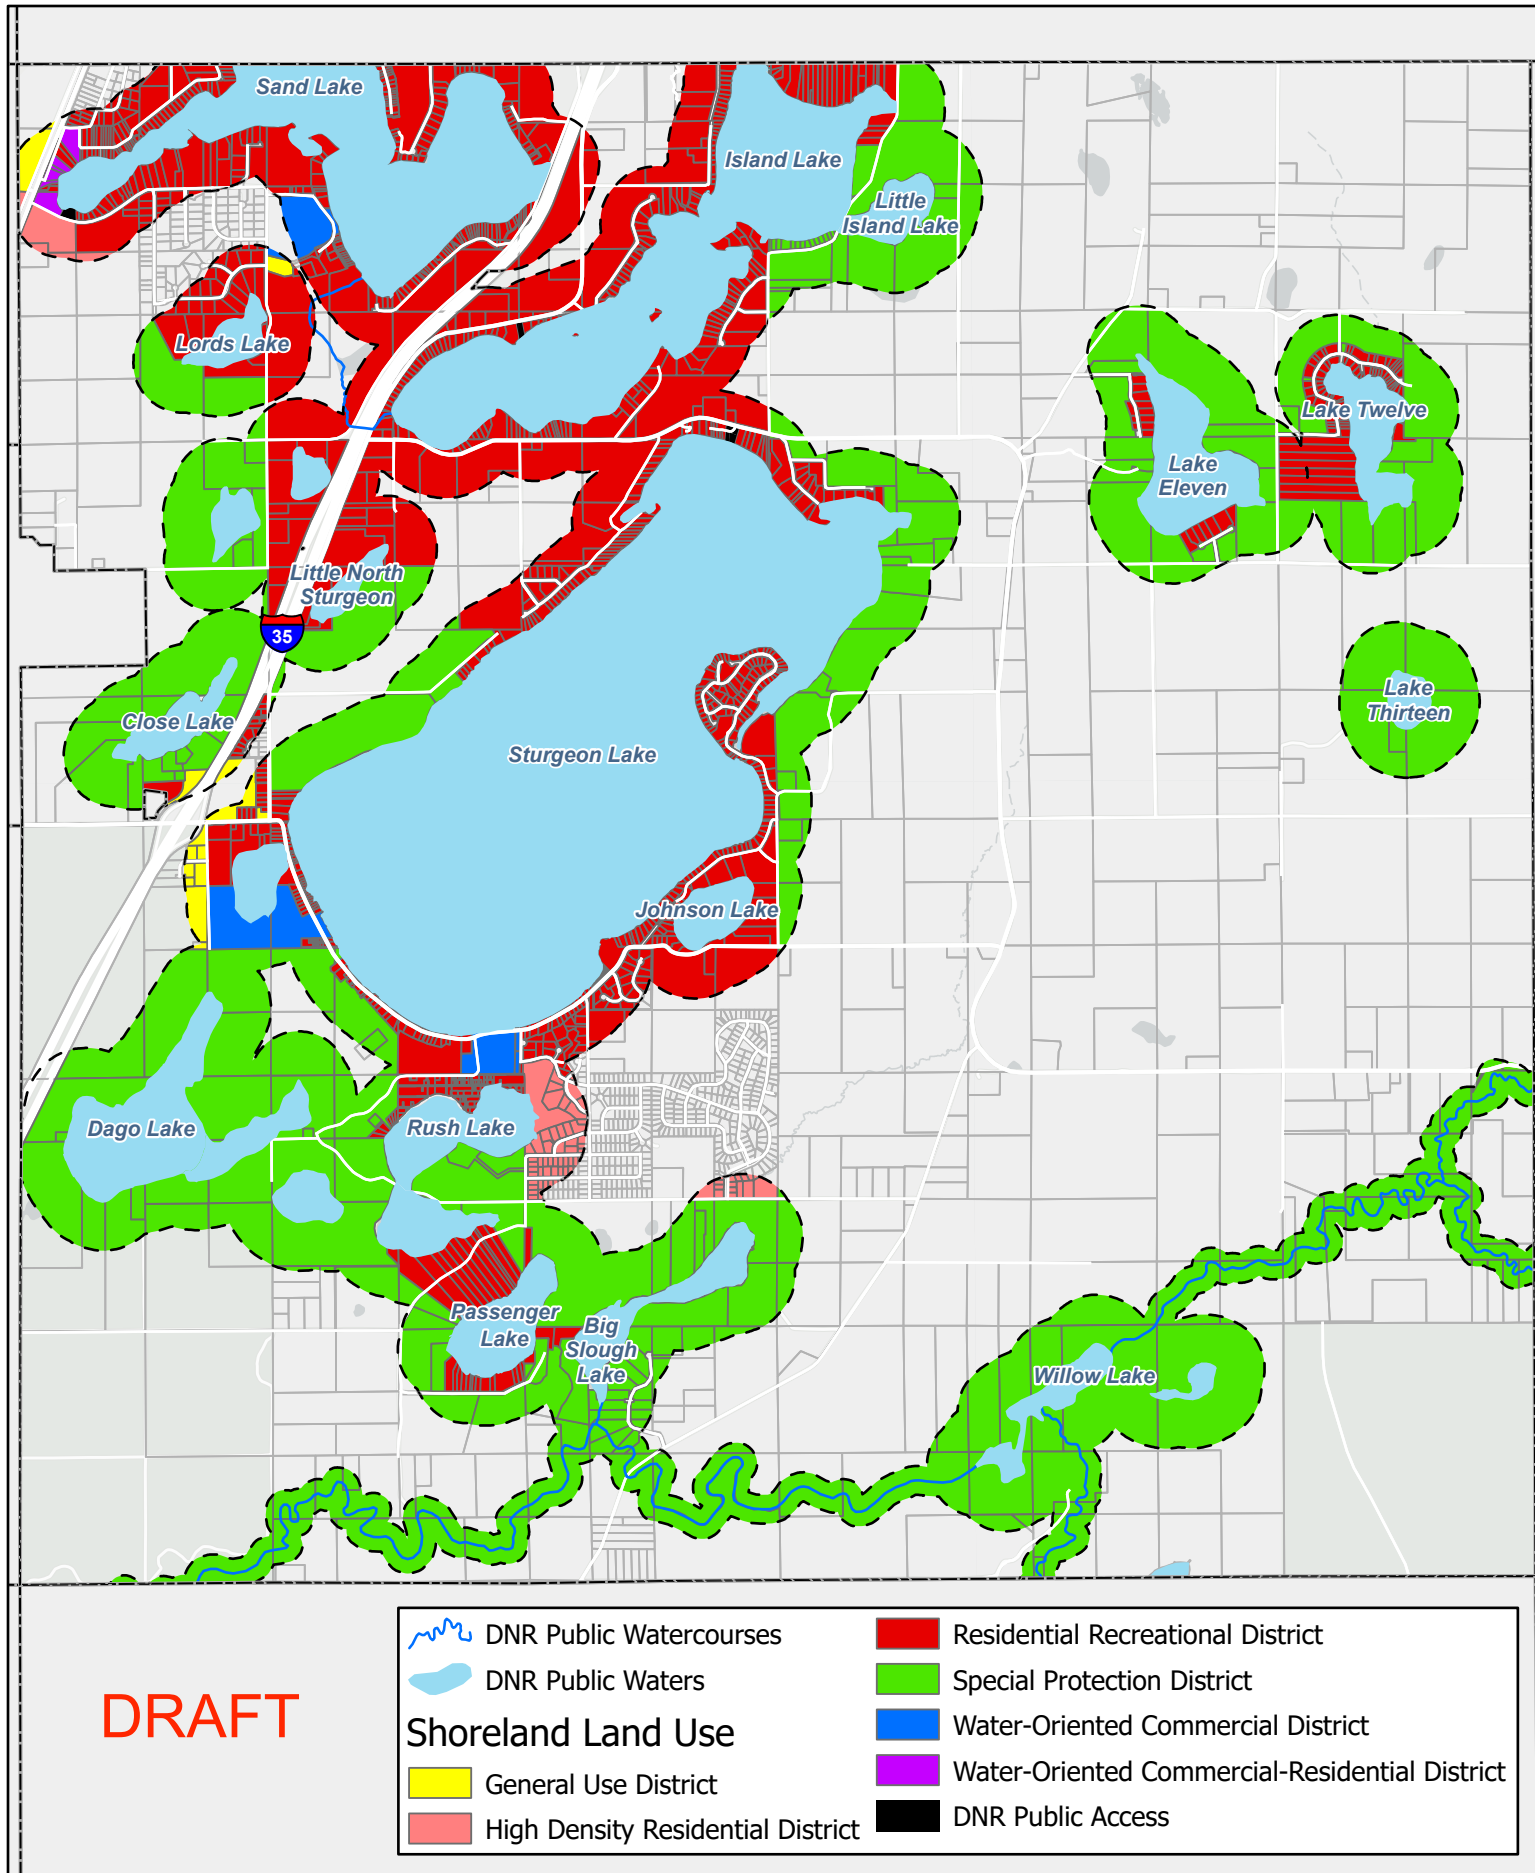 Sand Lake
Island Lake
Little
Island Lake
Lords Lake
Lake Twelve
Lake
Eleven
Little North
Sturgeon
35
Lake
Thirteen
Close Lake
Sturgeon Lake
Johnson Lake
Dago Lake
Rush Lake
Passenger
Lake
Big
Slough
Lake
Willow Lake
DRAFT
DNR Public Watercourses
DNR Public Waters
Shoreland Land Use
General Use District
High Density Residential District
Residential Recreational District
Special Protection District
Water-Oriented Commercial District
Water-Oriented Commercial-Residential District
DNR Public Access